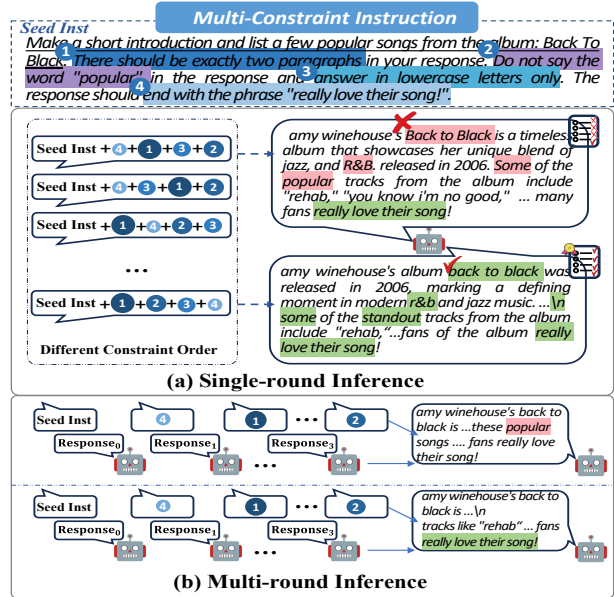 Multi-Constraint Instruction
Seed Inst
Make a short introduction and list a few popular songs from the album: Back To
Black. There should be exactly two paragraphs in your response. Do not say the
word "popular" in the response and answer in lowercase letters only. The
response should end with the phrase "really love their song!".
1
2
3
4
Seed Inst + 4 + 1 + 3 + 2
Seed Inst + 4 + 3 + 1 + 2
Seed Inst + 1 + 4 + 2 + 3
...
Seed Inst + 1 + 2 + 3 + 4
Different Constraint Order
amy winehouse's Back to Black is a timeless
album that showcases her unique blend of
jazz, and R&B. released in 2006. Some of the
popular tracks from the album include
"rehab," "you know i'm no good," ... many
fans really love their song!
amy winehouse's album back to black was
released in 2006, marking a defining
moment in modern r&b and jazz music. ...\n
some of the standout tracks from the album
include "rehab,"...fans of the album really
love their song!
(a) Single-round Inference
Seed Inst 4 1 ... 2
Response0 Response1 ... Response3
amy winehouse's back to
black is ...these popular
songs .... fans really love
their song!
Seed Inst 4 1 ... 2
Response0 Response1 ... Response3
amy winehouse's back to
black is ...\n
tracks like "rehab" ... fans
really love their song!
(b) Multi-round Inference